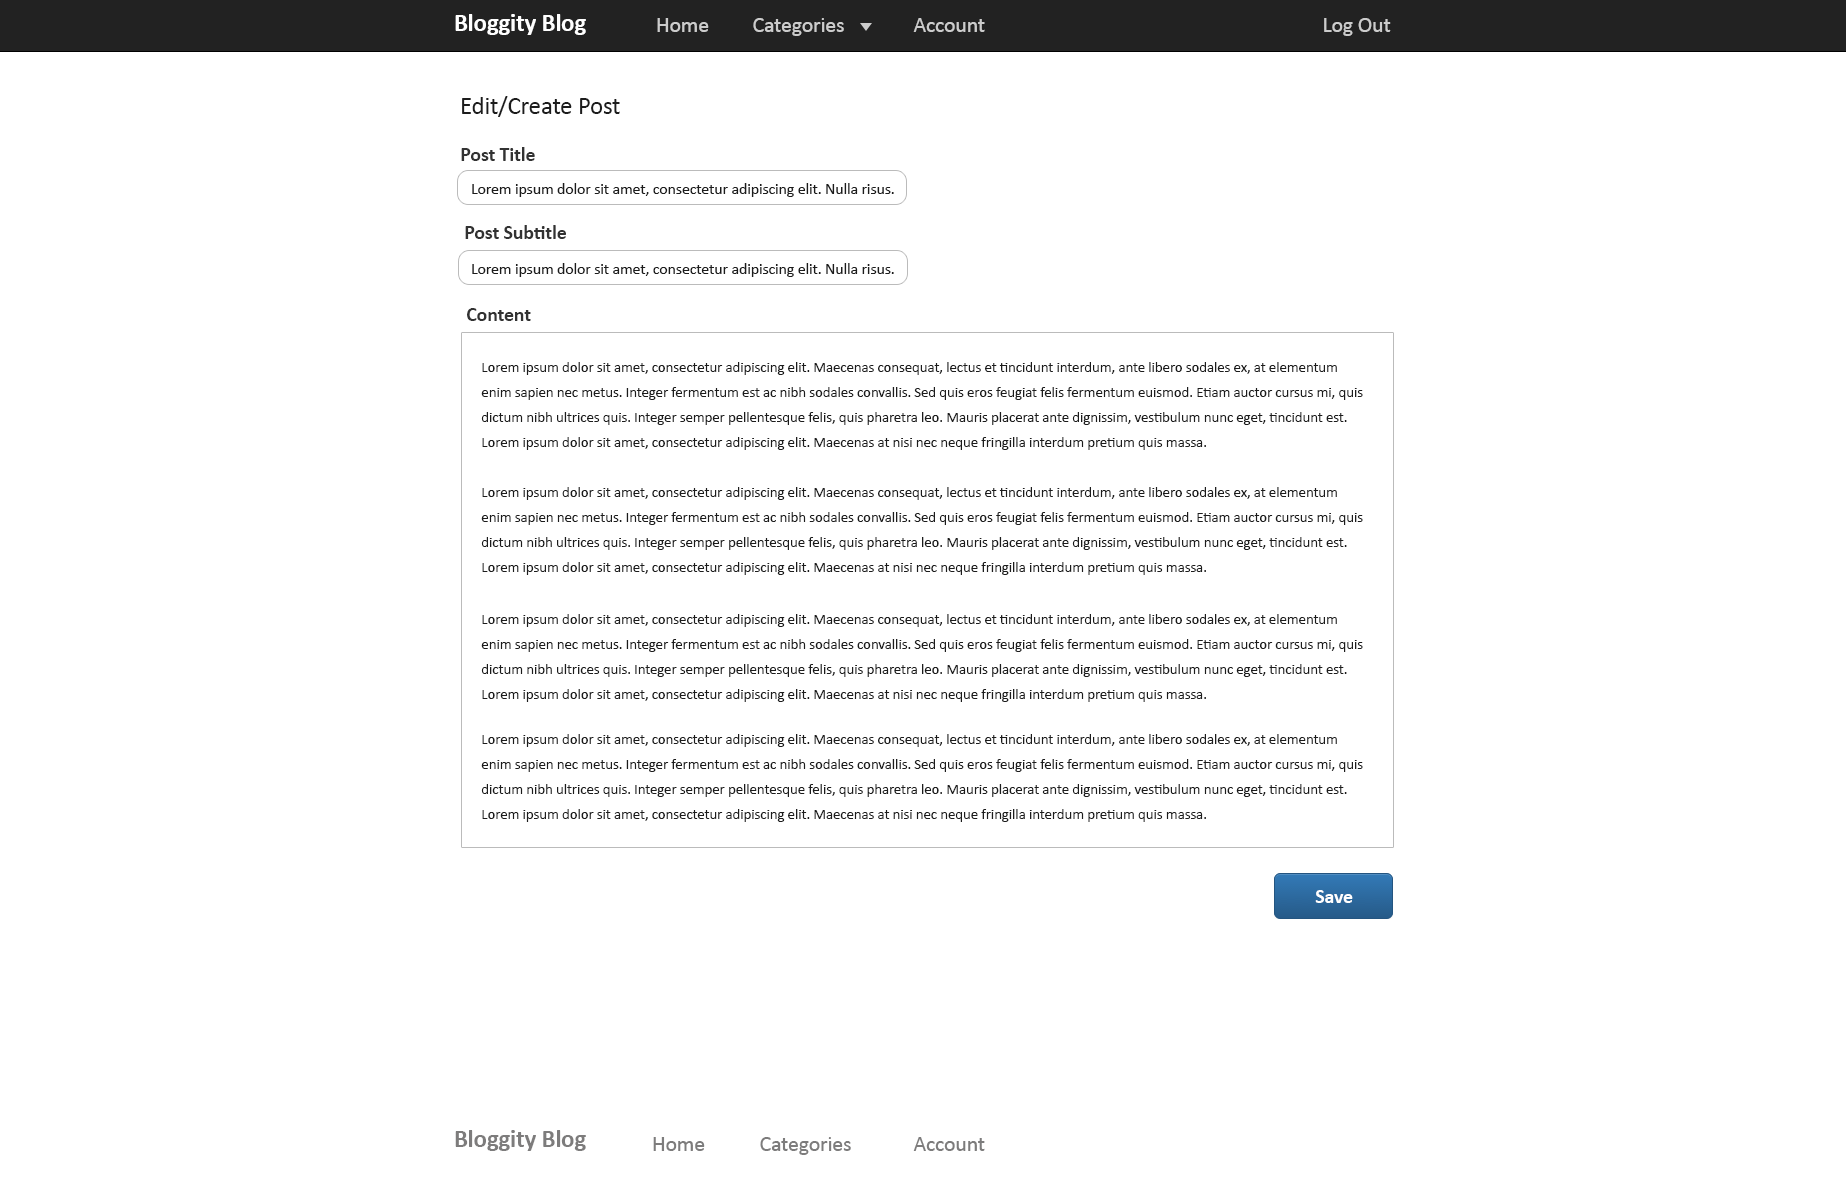 Bloggity Blog Home Categories Account Log Out
Edit/Create Post
Post Title
Lorem ipsum dolor sit amet, consectetur adipiscing elit. Nulla risus.
Post Subtitle
Lorem ipsum dolor sit amet, consectetur adipiscing elit. Nulla risus.
Content
Lorem ipsum dolor sit amet, consectetur adipiscing elit. Maecenas consequat, lectus et tincidunt interdum, ante libero sodales ex, at elementum
enim sapien nec metus. Integer fermentum est ac nibh sodales convallis. Sed quis eros feugiat felis fermentum euismod. Etiam auctor cursus mi, quis
dictum nibh ultrices quis. Integer semper pellentesque felis, quis pharetra leo. Mauris placerat ante dignissim, vestibulum nunc eget, tincidunt est.
Lorem ipsum dolor sit amet, consectetur adipiscing elit. Maecenas at nisi nec neque fringilla interdum pretium quis massa.
Lorem ipsum dolor sit amet, consectetur adipiscing elit. Maecenas consequat, lectus et tincidunt interdum, ante libero sodales ex, at elementum
enim sapien nec metus. Integer fermentum est ac nibh sodales convallis. Sed quis eros feugiat felis fermentum euismod. Etiam auctor cursus mi, quis
dictum nibh ultrices quis. Integer semper pellentesque felis, quis pharetra leo. Mauris placerat ante dignissim, vestibulum nunc eget, tincidunt est.
Lorem ipsum dolor sit amet, consectetur adipiscing elit. Maecenas at nisi nec neque fringilla interdum pretium quis massa.
Lorem ipsum dolor sit amet, consectetur adipiscing elit. Maecenas consequat, lectus et tincidunt interdum, ante libero sodales ex, at elementum
enim sapien nec metus. Integer fermentum est ac nibh sodales convallis. Sed quis eros feugiat felis fermentum euismod. Etiam auctor cursus mi, quis
dictum nibh ultrices quis. Integer semper pellentesque felis, quis pharetra leo. Mauris placerat ante dignissim, vestibulum nunc eget, tincidunt est.
Lorem ipsum dolor sit amet, consectetur adipiscing elit. Maecenas at nisi nec neque fringilla interdum pretium quis massa.
Lorem ipsum dolor sit amet, consectetur adipiscing elit. Maecenas consequat, lectus et tincidunt interdum, ante libero sodales ex, at elementum
enim sapien nec metus. Integer fermentum est ac nibh sodales convallis. Sed quis eros feugiat felis fermentum euismod. Etiam auctor cursus mi, quis
dictum nibh ultrices quis. Integer semper pellentesque felis, quis pharetra leo. Mauris placerat ante dignissim, vestibulum nunc eget, tincidunt est.
Lorem ipsum dolor sit amet, consectetur adipiscing elit. Maecenas at nisi nec neque fringilla interdum pretium quis massa.
Save
Bloggity Blog Home Categories Account